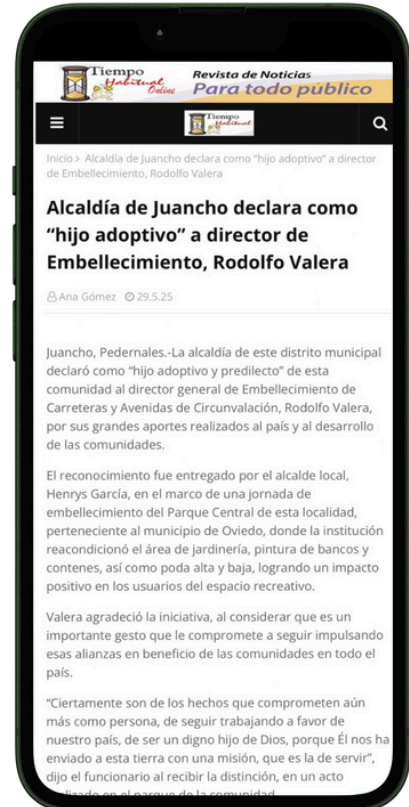 Tiempo
Habitual
Online
Revista de Noticias
Para todo público
Tiempo
Habitual
Inicio > Alcaldía de Juancho declara como “hijo adoptivo” a director
de Embellecimiento, Rodolfo Valera
Alcaldía de Juancho declara como
“hijo adoptivo” a director de
Embellecimiento, Rodolfo Valera
Ana Gómez 29.5.25
Juancho, Pedernales.-La alcaldía de este distrito municipal
declaró como “hijo adoptivo y predilecto” de esta
comunidad al director general de Embellecimiento de
Carreteras y Avenidas de Circunvalación, Rodolfo Valera,
por sus grandes aportes realizados al país y al desarrollo
de las comunidades.
El reconocimiento fue entregado por el alcalde local,
Henrys García, en el marco de una jornada de
embellecimiento del Parque Central de esta localidad,
perteneciente al municipio de Oviedo, donde la institución
reacondicionó el área de jardinería, pintura de bancos y
contenes, así como poda alta y baja, logrando un impacto
positivo en los usuarios del espacio recreativo.
Valera agradeció la iniciativa, al considerar que es un
importante gesto que le compromete a seguir impulsando
esas alianzas en beneficio de las comunidades en todo el
país.
“Ciertamente son de los hechos que comprometen aún
más como persona, de seguir trabajando a favor de
nuestro país, de ser un digno hijo de Dios, porque Él nos ha
enviado a esta tierra con una misión, que es la de servir”,
dijo el funcionario al recibir la distinción, en un acto
realizado en el parque de la comunidad